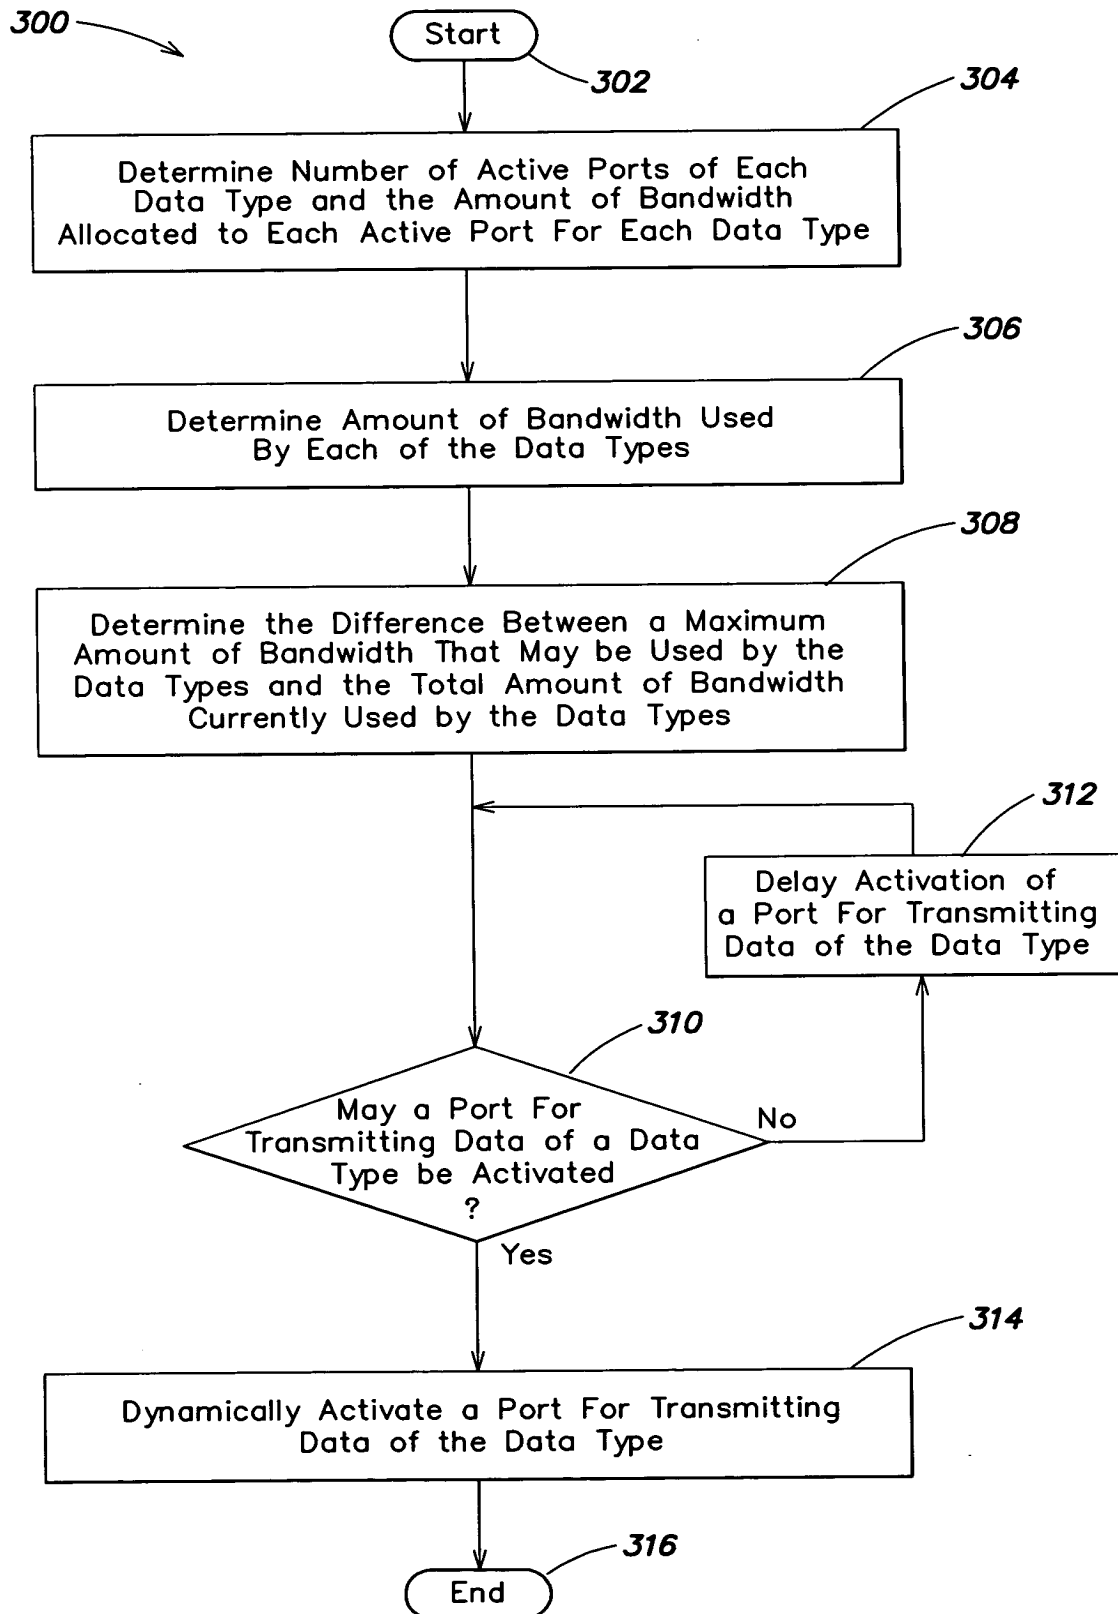 300
Start
302
304
Determine Number of Active Ports of Each
Data Type and the Amount of Bandwidth
Allocated to Each Active Port For Each Data Type
306
Determine Amount of Bandwidth Used
By Each of the Data Types
308
Determine the Difference Between a Maximum
Amount of Bandwidth That May be Used by the
Data Types and the Total Amount of Bandwidth
Currently Used by the Data Types
312
Delay Activation of
a Port For Transmitting
Data of the Data Type
310
May a Port For
Transmitting Data of a Data
Type be Activated
?
No
Yes
314
Dynamically Activate a Port For Transmitting
Data of the Data Type
316
End